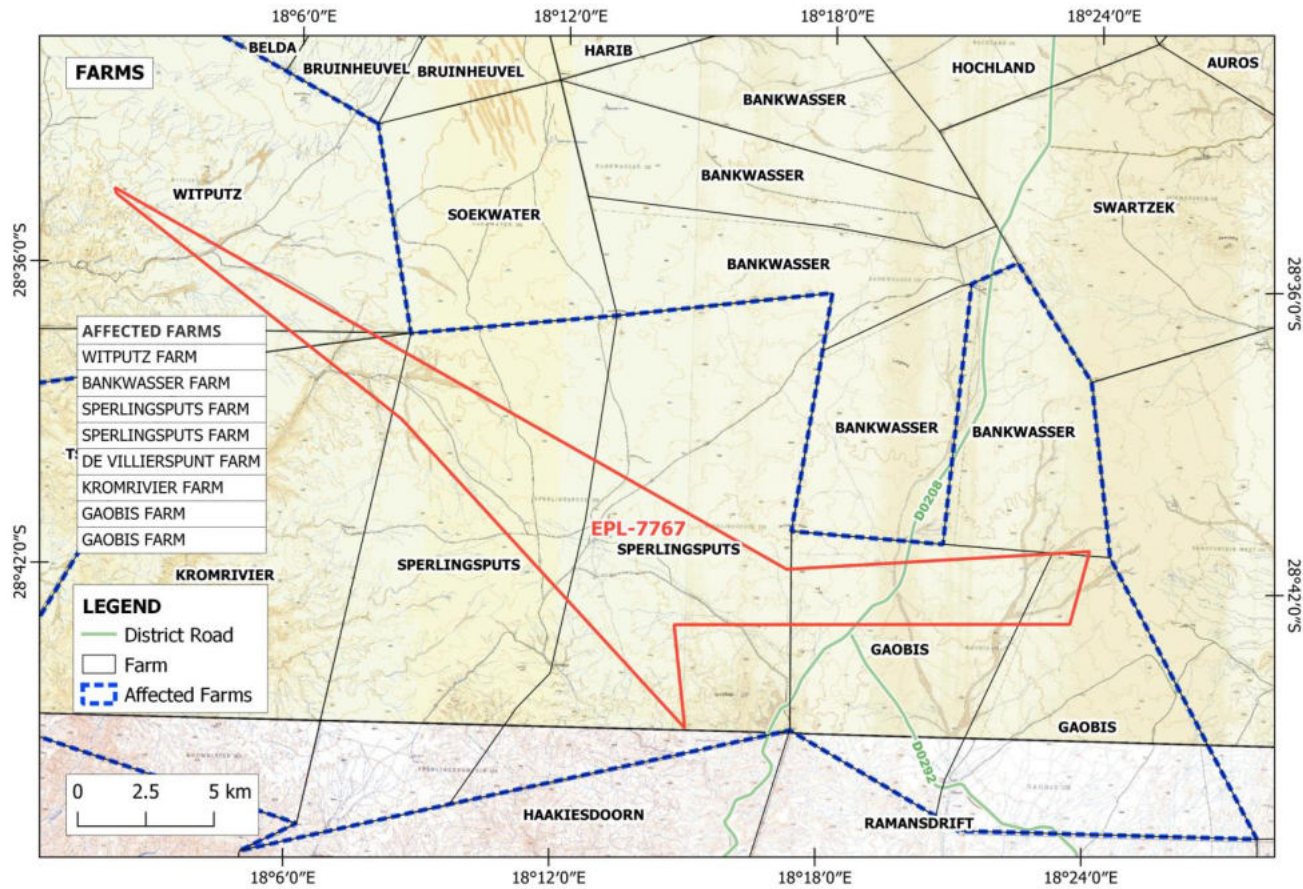 18°6′0″E 18°12′0″E 18°18′0″E 18°24′0″E
BELDA
HARIB
FARMS
BRUINHEUVEL
BRUINHEUVEL
HOCHLAND
AUROS
BANKWASSER
BANKWASSER
WITPUTZ
SOEKWATER
SWARTZEK
28°36′0″S
BANKWASSER
28°36′0″S
AFFECTED FARMS
WITPUTZ FARM
BANKWASSER FARM
SPERLINGSPUTS FARM
SPERLINGSPUTS FARM
DE VILLIERSPUNT FARM
KROMRIVIER FARM
GAOBIS FARM
GAOBIS FARM
BANKWASSER
BANKWASSER
D0208
EPL-7767
SPERLINGSPUTS
28°42′0″S
SPERLINGSPUTS
KROMRIVIER
28°42′0″S
LEGEND
District Road
Farm
Affected Farms
GAOBIS
GAOBIS
D0292
0 2.5 5 km
HAAKIESDOORN
RAMANSDRIFT
18°6′0″E 18°12′0″E 18°18′0″E 18°24′0″E